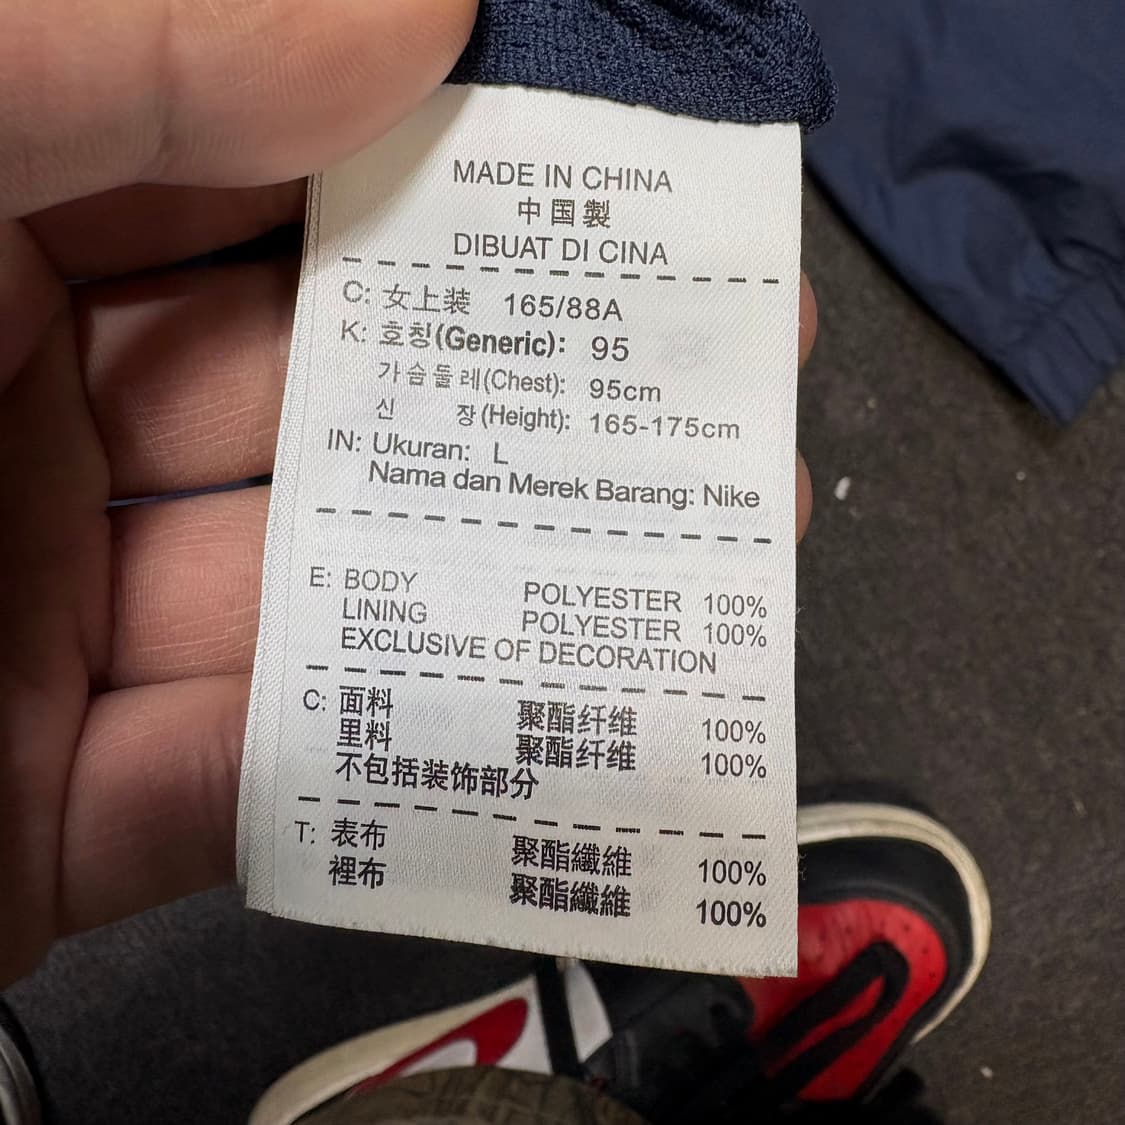 MADE IN CHINA
中国製
DIBUAT DI CINA
C: 女上装 165/88A
K: 호칭(Generic): 95
가슴둘레(Chest): 95cm
신 장(Height): 165-175cm
IN: Ukuran: L
Nama dan Merek Barang: Nike
E: BODY POLYESTER 100%
LINING POLYESTER 100%
EXCLUSIVE OF DECORATION
C: 面料 聚酯纤维 100%
里料 聚酯纤维 100%
不包括装饰部分
T: 表布 聚酯纖維 100%
裡布 聚酯纖維 100%